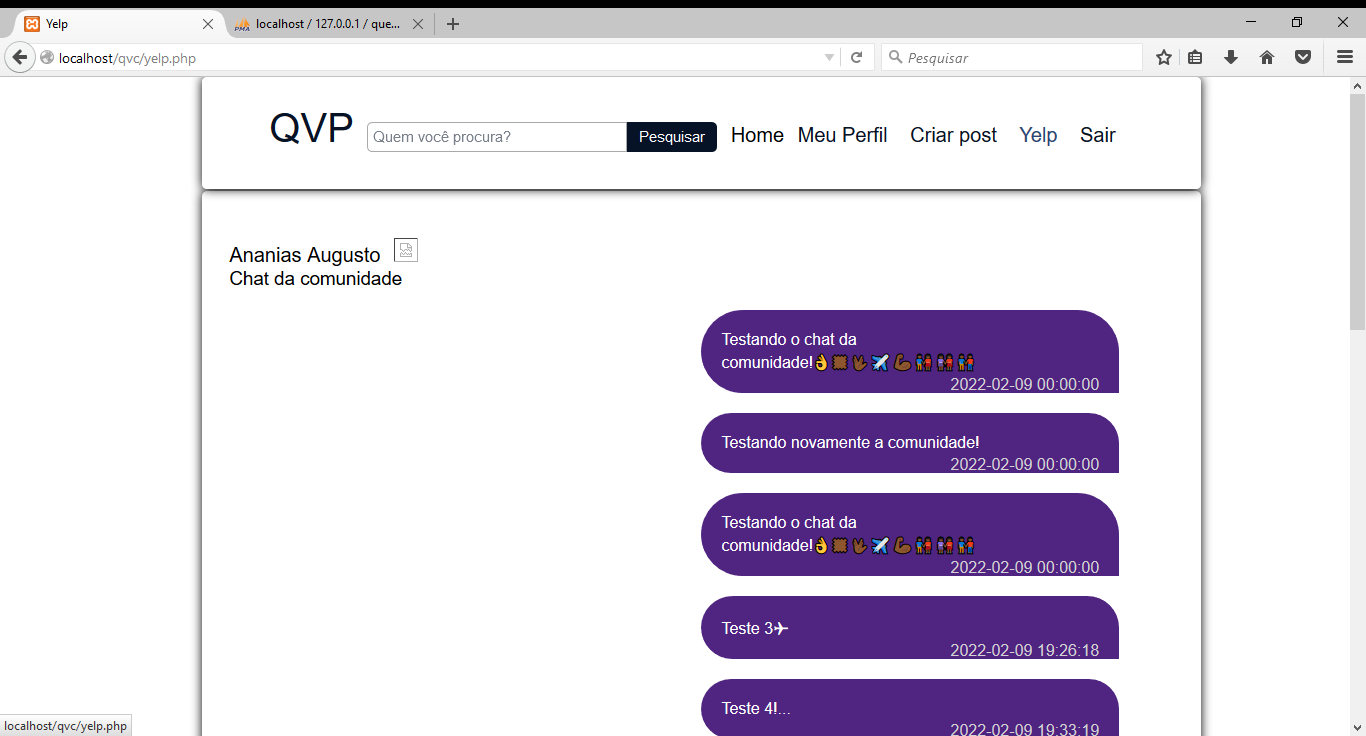 Yelp
PMA localhost / 127.0.0.1 / que...
localhost/qvc/yelp.php
Pesquisar
QVP
Quem você procura?
Pesquisar
Home Meu Perfil Criar post Yelp Sair
Ananias Augusto
Chat da comunidade
Testando o chat da
comunidade!👌🏿✈️💪🏾
2022-02-09 00:00:00
Testando novamente a comunidade!
2022-02-09 00:00:00
Testando o chat da
comunidade!👌🏿✈️💪🏾
2022-02-09 00:00:00
Teste 3✈
2022-02-09 19:26:18
Teste 4!...
2022-02-09 19:33:19
localhost/qvc/yelp.php